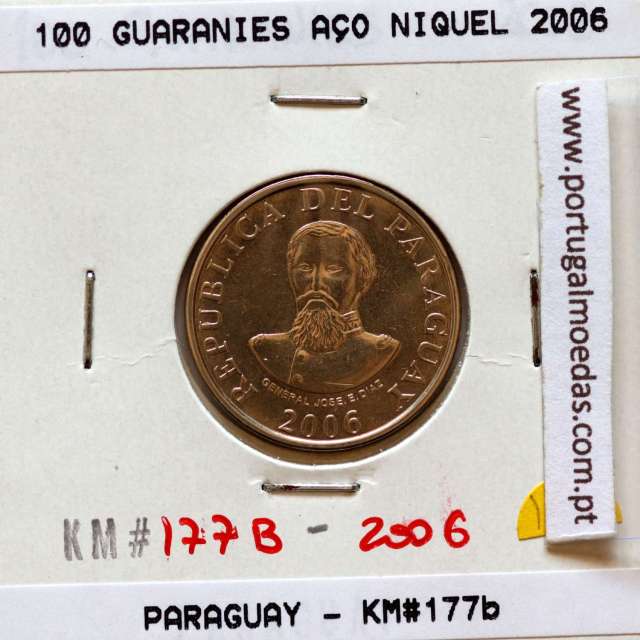 100 GUARANIES AÇO NIQUEL 2006
REPUBLICA DEL PARAGUAY
GENERAL JOSE E. DIAZ
2006
www.portugalmoedas.com.pt
KM# 177B - 2006
PARAGUAY - KM#177b